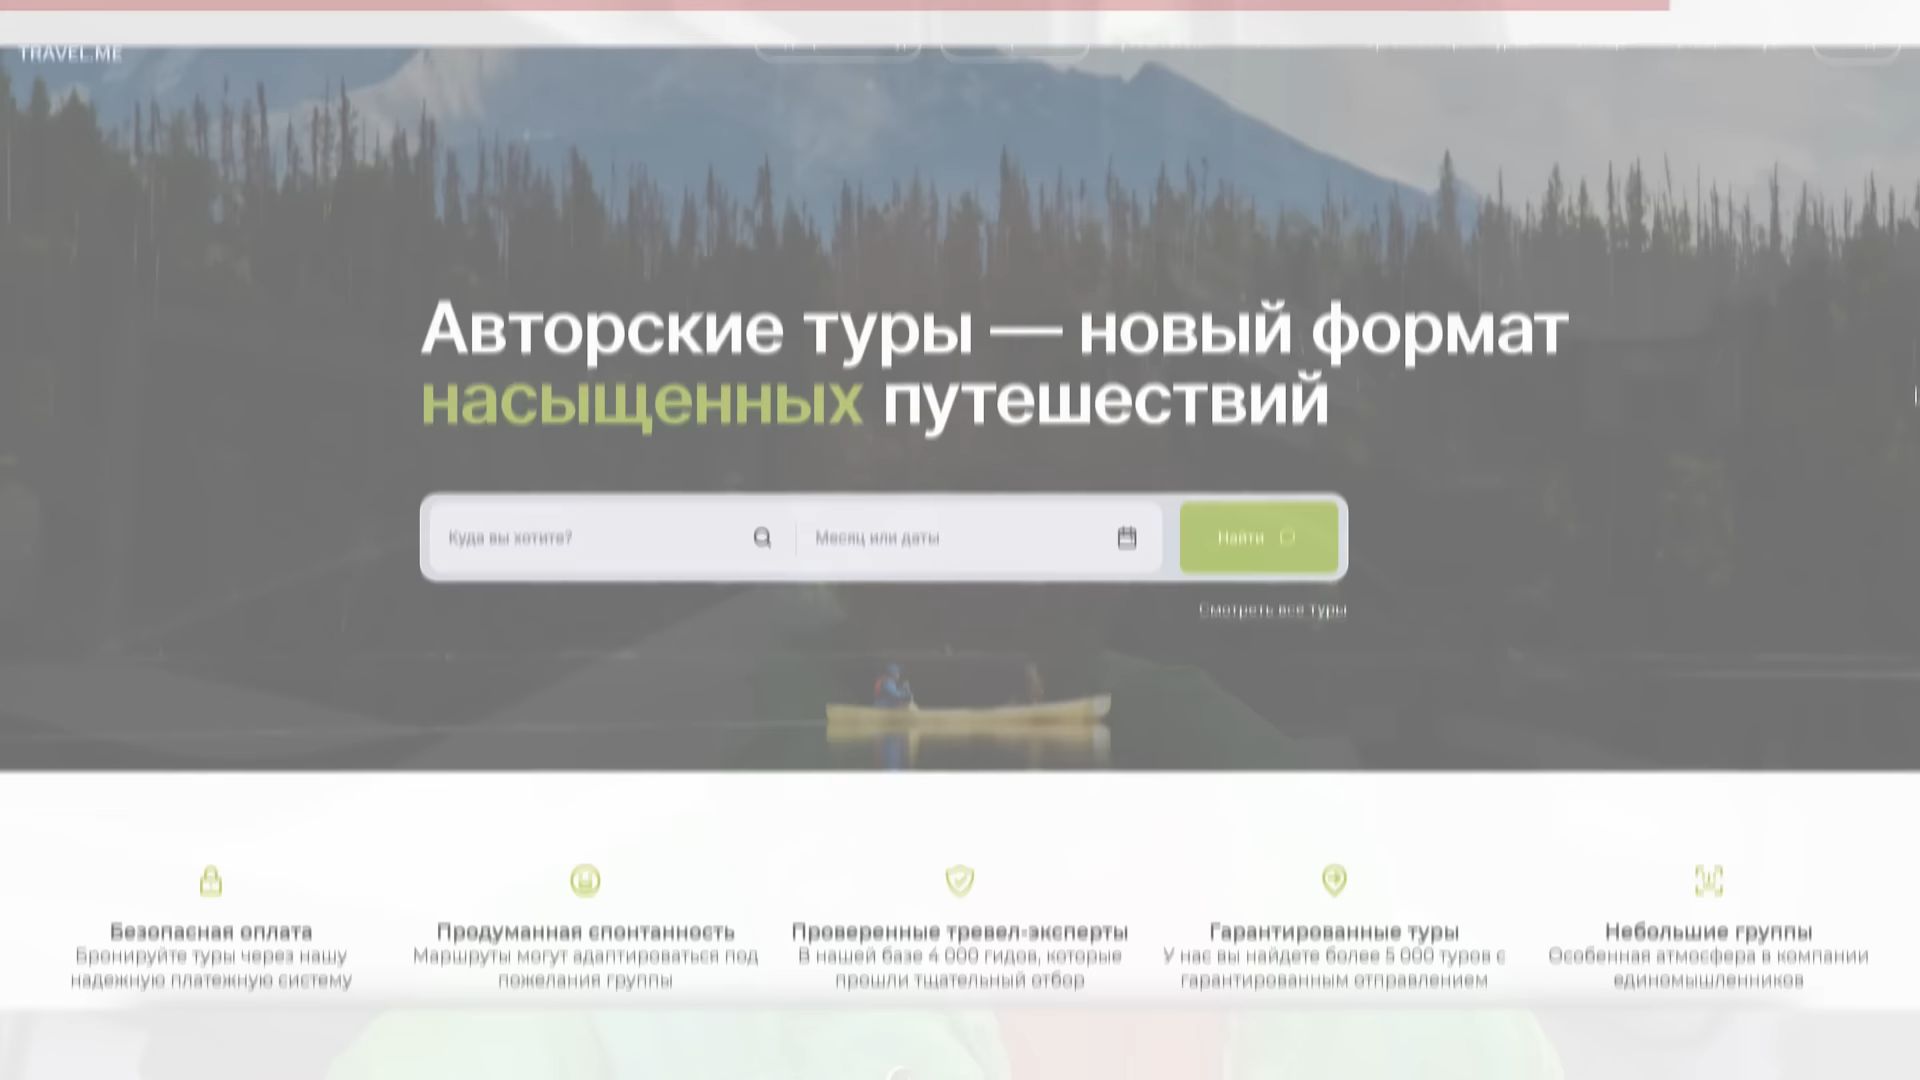 TRAVEL.ME
Авторские туры — новый формат
насыщенных путешествий
Куда вы хотите?
Месяц или даты
Найти
Смотреть все туры
Безопасная оплата
Бронируйте туры через нашу
надежную платежную систему
Продуманная спонтанность
Маршруты могут адаптироваться под
пожелания группы
Проверенные тревел-эксперты
В нашей базе 4 000 гидов, которые
прошли тщательный отбор
Гарантированные туры
У нас вы найдете более 5 000 туров с
гарантированным отправлением
Небольшие группы
Особенная атмосфера в компании
единомышленников